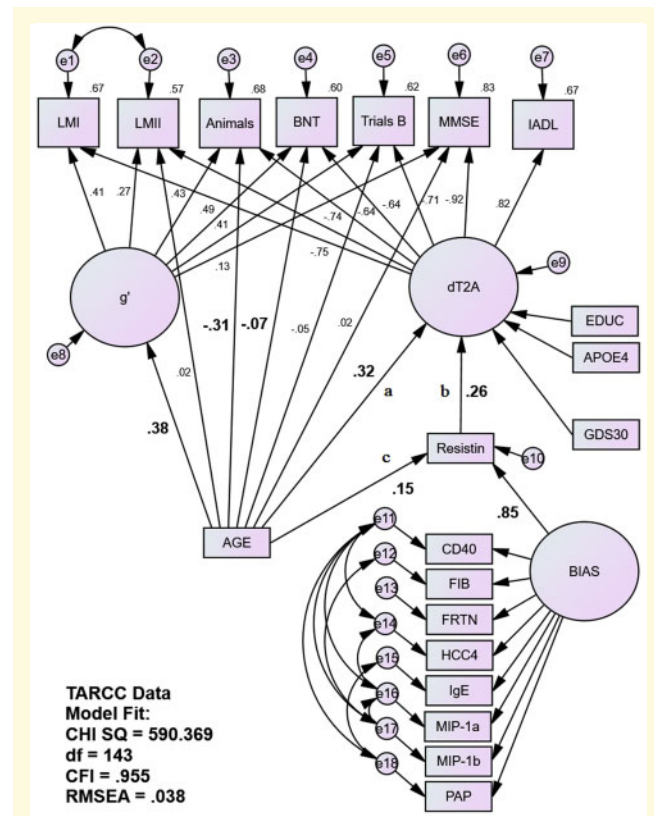 e1
e2
e3
e4
e5
e6
e7
.67
.57
.68
.60
.62
.83
.67
LMI
LMII
Animals
BNT
Trials B
MMSE
IADL
.41
.27
.43
.49
.41
.13
-.74
-.75
-.64
-.64
-.71
-.92
.82
g'
dT2A
e9
e8
EDUC
APOE4
GDS30
-.31
-.07
-.05
.02
.02
.32
a
b
.26
.38
c
.15
Resistin
e10
.85
AGE
BIAS
e11
CD40
e12
FIB
e13
FRTN
e14
HCC4
e15
IgE
e16
MIP-1a
e17
MIP-1b
e18
PAP
TARCC Data
Model Fit:
CHI SQ = 590.369
df = 143
CFI = .955
RMSEA = .038